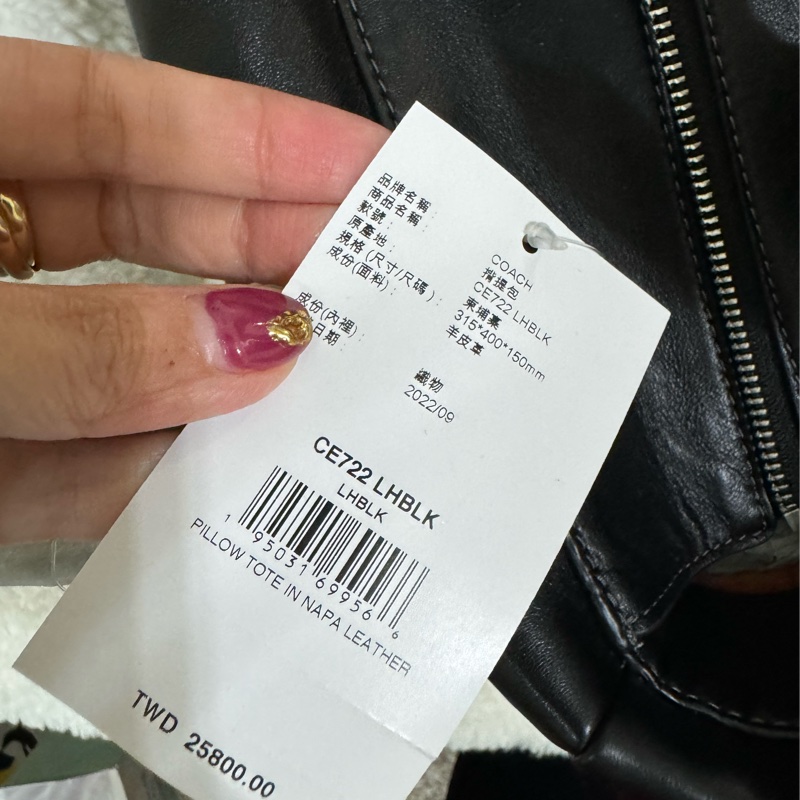 品牌名稱: COACH
商品名稱: 揹提包
款號: CE722 LHBLK
原產地: 柬埔寨
規格(尺寸/尺碼): 315*400*150mm
成份(面料): 羊皮革
成份(內裡): 織物
日期: 2022/09
CE722 LHBLK
LHBLK
1 95031 69956 6
PILLOW TOTE IN NAPA LEATHER
TWD 25800.00